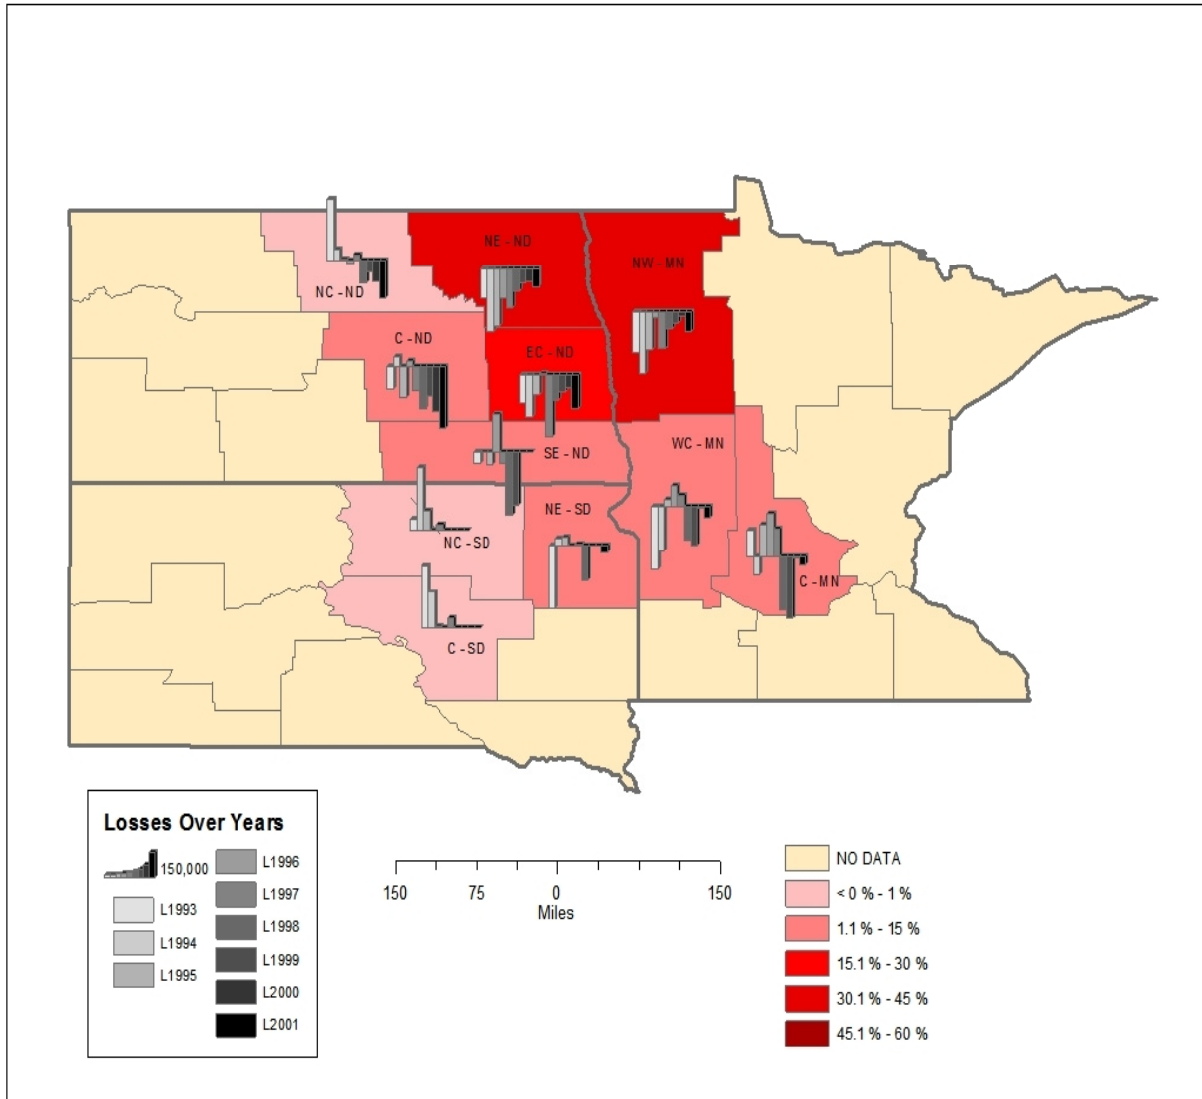 NE - ND
NW - MN
NC - ND
C - ND
EC - ND
SE - ND
WC - MN
NE - SD
NC - SD
C - MN
C - SD
Losses Over Years
150,000
L1993
L1994
L1995
L1996
L1997
L1998
L1999
L2000
L2001
150 75 0 150
Miles
NO DATA
< 0 % - 1 %
1.1 % - 15 %
15.1 % - 30 %
30.1 % - 45 %
45.1 % - 60 %